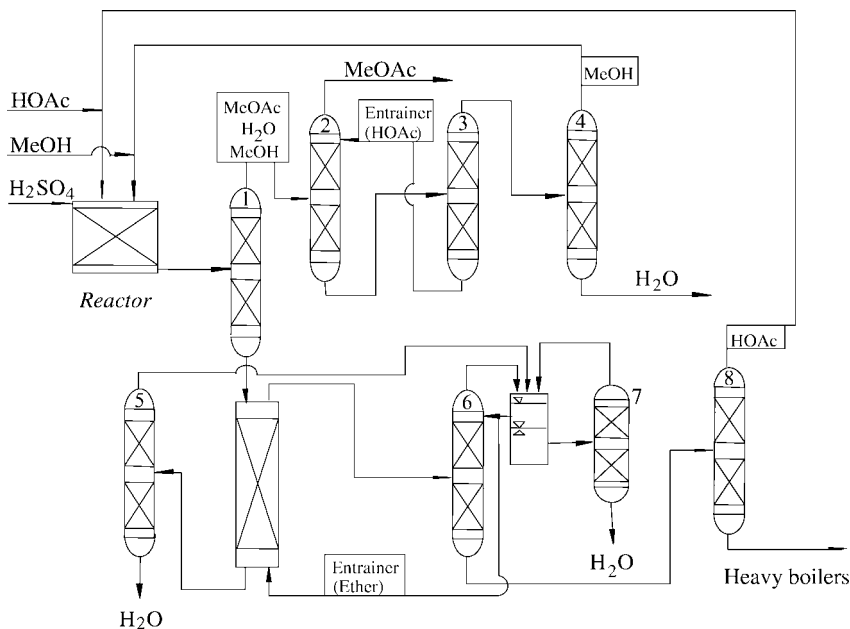 MeOAc
MeOH
HOAc
MeOAc
H₂O
MeOH
Entrainer
(HOAc)
2
3
4
MeOH
H₂SO₄
1
Reactor
H₂O
HOAc
5
6
7
8
Entrainer
(Ether)
H₂O
H₂O
Heavy boilers